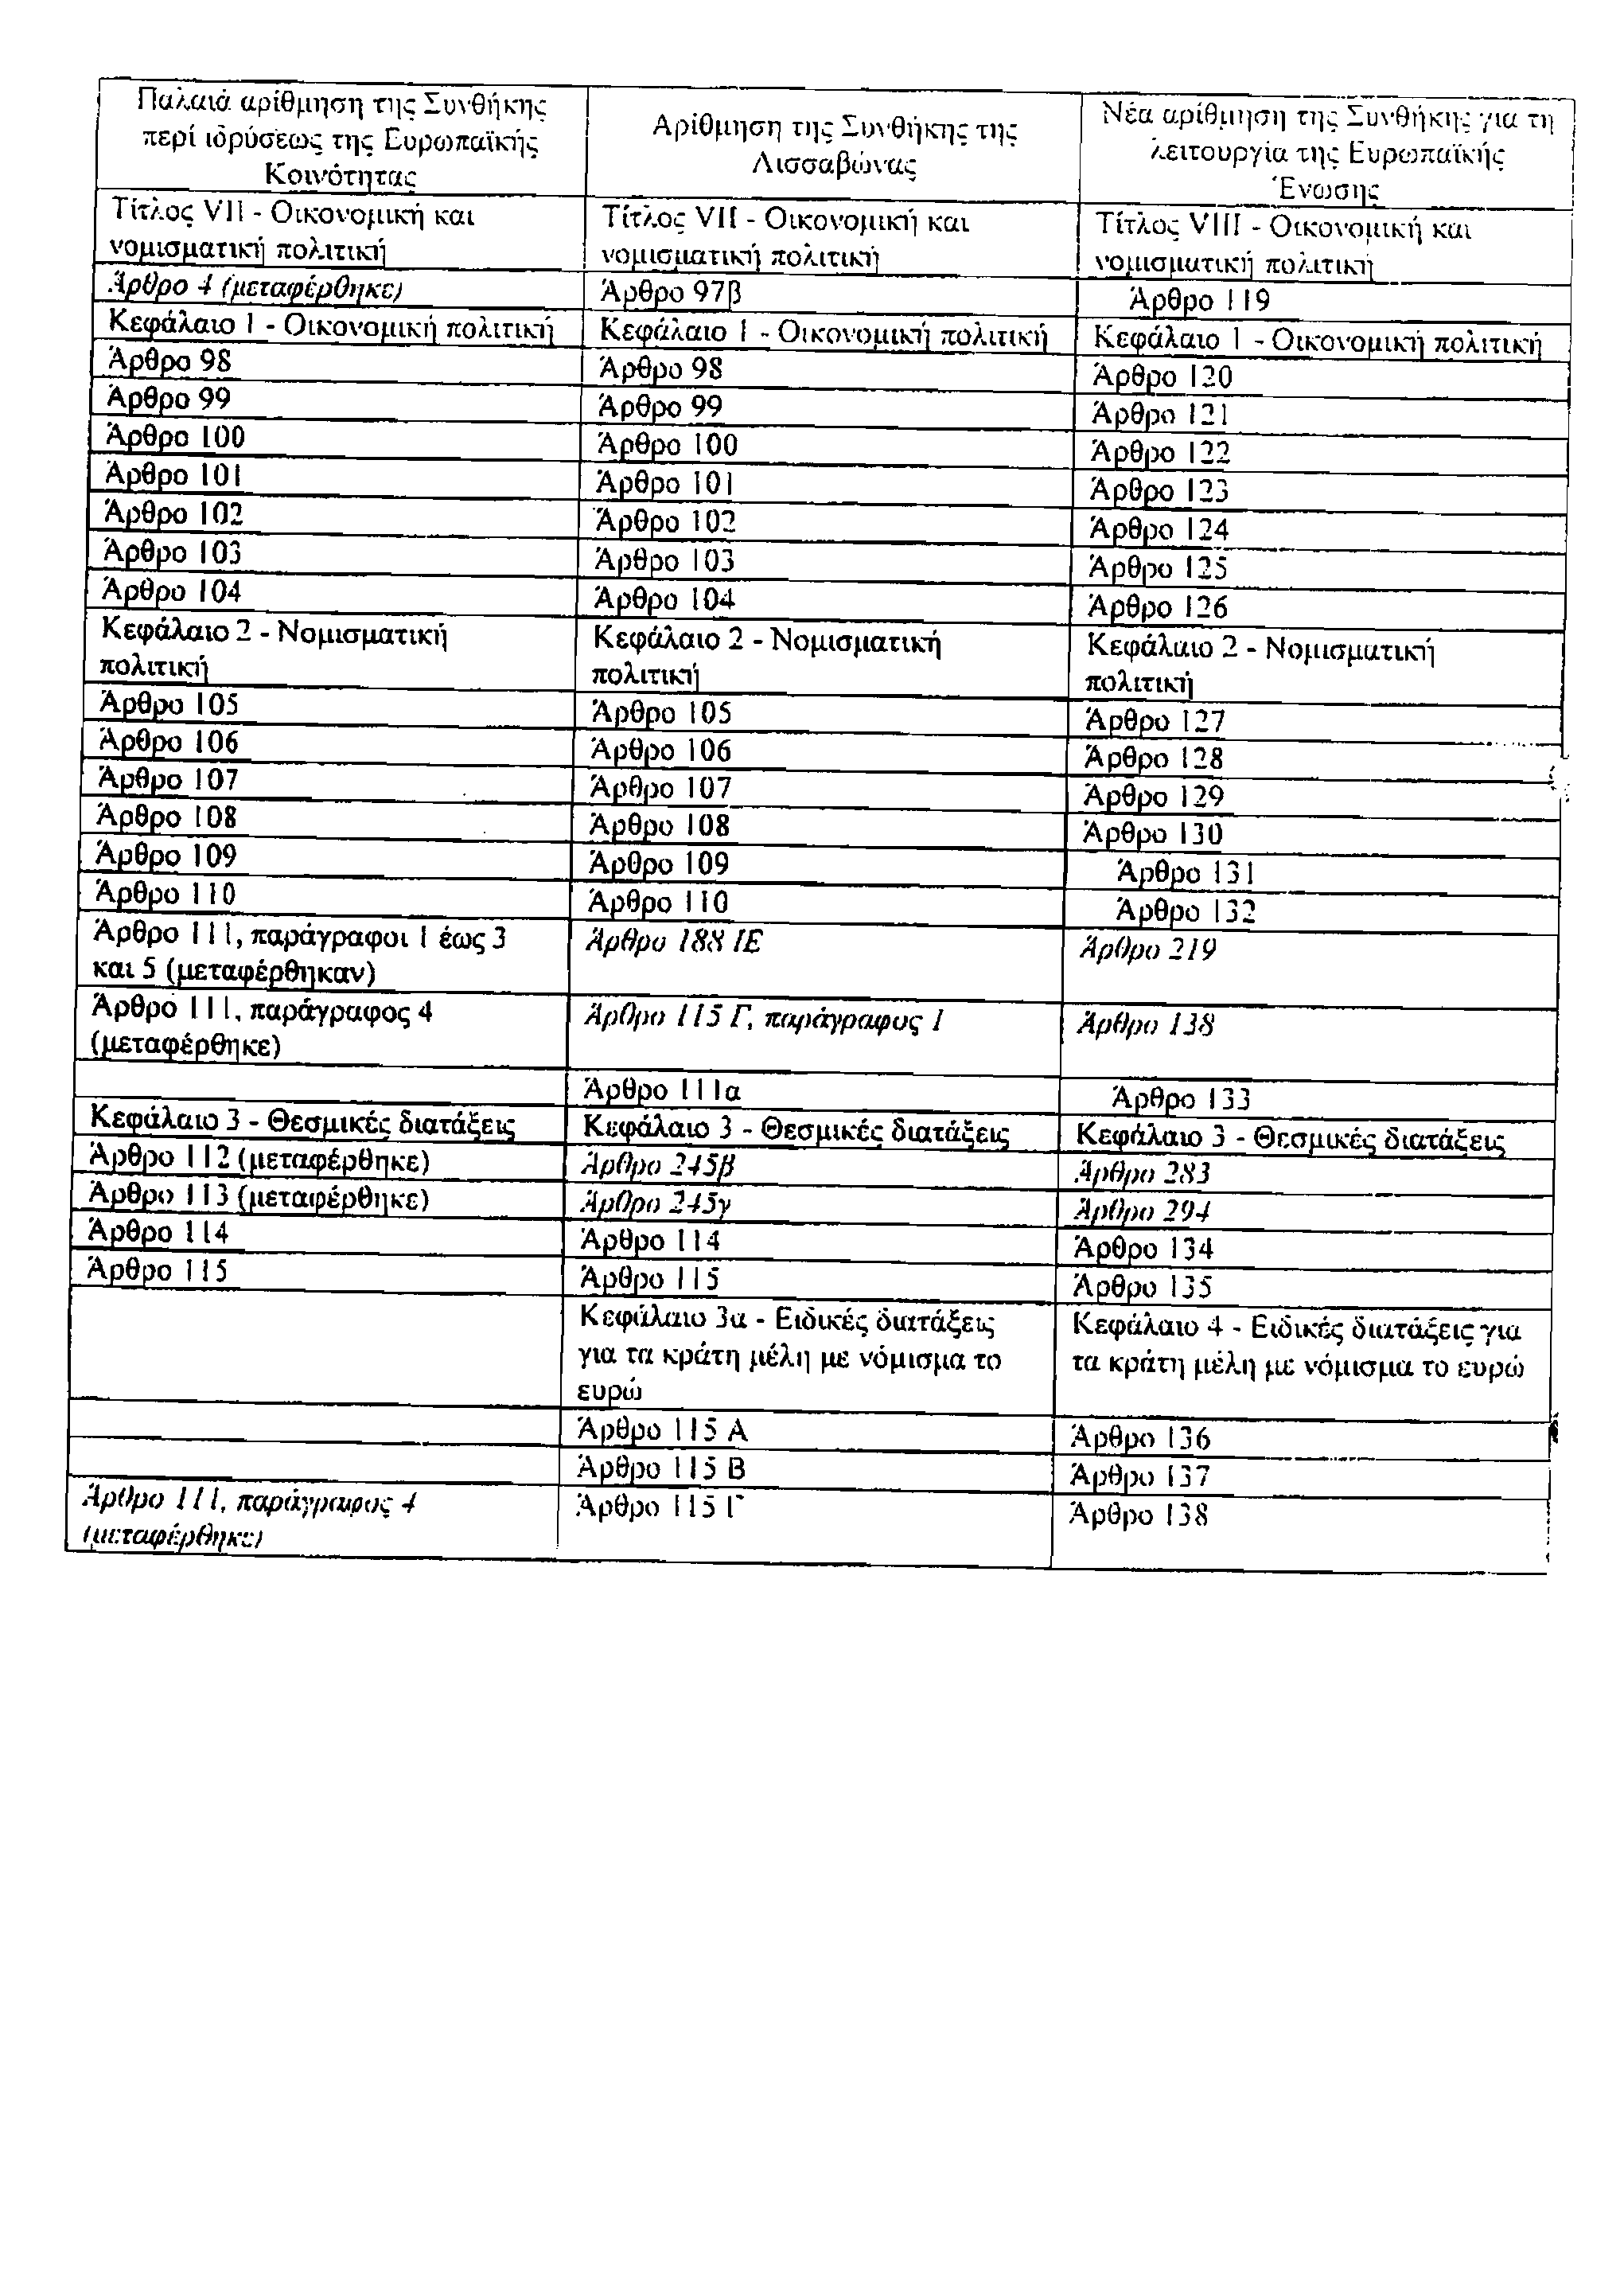 Παλαιά αρίθμηση της Συνθήκης
περί ιδρύσεως της Ευρωπαϊκής
Κοινότητας
Αρίθμηση της Συνθήκης της
Λισσαβώνας
Νέα αρίθμηση της Συνθήκης για τη
λειτουργία της Ευρωπαϊκής
Ένωσης
Τίτλος VII - Οικονομική και
νομισματική πολιτική
Τίτλος VII - Οικονομική και
νομισματική πολιτική
Τίτλος VIII - Οικονομική και
νομισματική πολιτική
Άρθρο 4 (μεταφέρθηκε)
Άρθρο 97β
Άρθρο 119
Κεφάλαιο 1 - Οικονομική πολιτική
Κεφάλαιο 1 - Οικονομική πολιτική
Κεφάλαιο 1 - Οικονομική πολιτική
Άρθρο 98
Άρθρο 98
Άρθρο 120
Άρθρο 99
Άρθρο 99
Άρθρο 121
Άρθρο 100
Άρθρο 100
Άρθρο 122
Άρθρο 101
Άρθρο 101
Άρθρο 123
Άρθρο 102
Άρθρο 102
Άρθρο 124
Άρθρο 103
Άρθρο 103
Άρθρο 125
Άρθρο 104
Άρθρο 104
Άρθρο 126
Κεφάλαιο 2 - Νομισματική
πολιτική
Κεφάλαιο 2 - Νομισματική
πολιτική
Κεφάλαιο 2 - Νομισματική
πολιτική
Άρθρο 105
Άρθρο 105
Άρθρο 127
Άρθρο 106
Άρθρο 106
Άρθρο 128
Άρθρο 107
Άρθρο 107
Άρθρο 129
Άρθρο 108
Άρθρο 108
Άρθρο 130
Άρθρο 109
Άρθρο 109
Άρθρο 131
Άρθρο 110
Άρθρο 110
Άρθρο 132
Άρθρο 111, παράγραφοι 1 έως 3
και 5 (μεταφέρθηκαν)
Άρθρο 188 ΙΕ
Άρθρο 219
Άρθρο 111, παράγραφος 4
(μεταφέρθηκε)
Άρθρο 115 Γ, παράγραφος 1
Άρθρο 138
Άρθρο 111α
Άρθρο 133
Κεφάλαιο 3 - Θεσμικές διατάξεις
Κεφάλαιο 3 - Θεσμικές διατάξεις
Κεφάλαιο 3 - Θεσμικές διατάξεις
Άρθρο 112 (μεταφέρθηκε)
Άρθρο 245β
Άρθρο 283
Άρθρο 113 (μεταφέρθηκε)
Άρθρο 245γ
Άρθρο 294
Άρθρο 114
Άρθρο 114
Άρθρο 134
Άρθρο 115
Άρθρο 115
Άρθρο 135
Κεφάλαιο 3α - Ειδικές διατάξεις
για τα κράτη μέλη με νόμισμα το
ευρώ
Κεφάλαιο 4 - Ειδικές διατάξεις για
τα κράτη μέλη με νόμισμα το ευρώ
Άρθρο 115 Α
Άρθρο 136
Άρθρο 115 Β
Άρθρο 137
Άρθρο 111, παράγραφος 4
(μεταφέρθηκε)
Άρθρο 115 Γ
Άρθρο 138